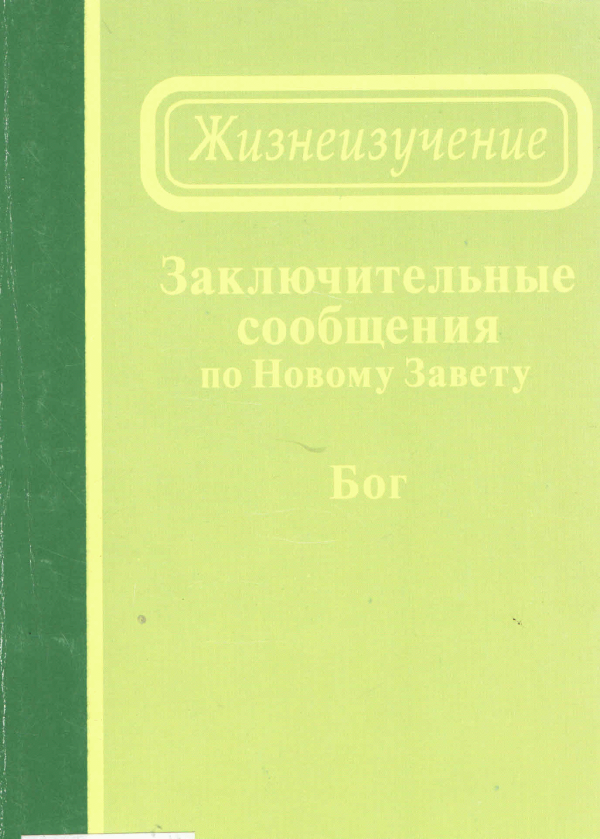 Жизнеизучение
Заключительные
сообщения
по Новому Завету
Бог